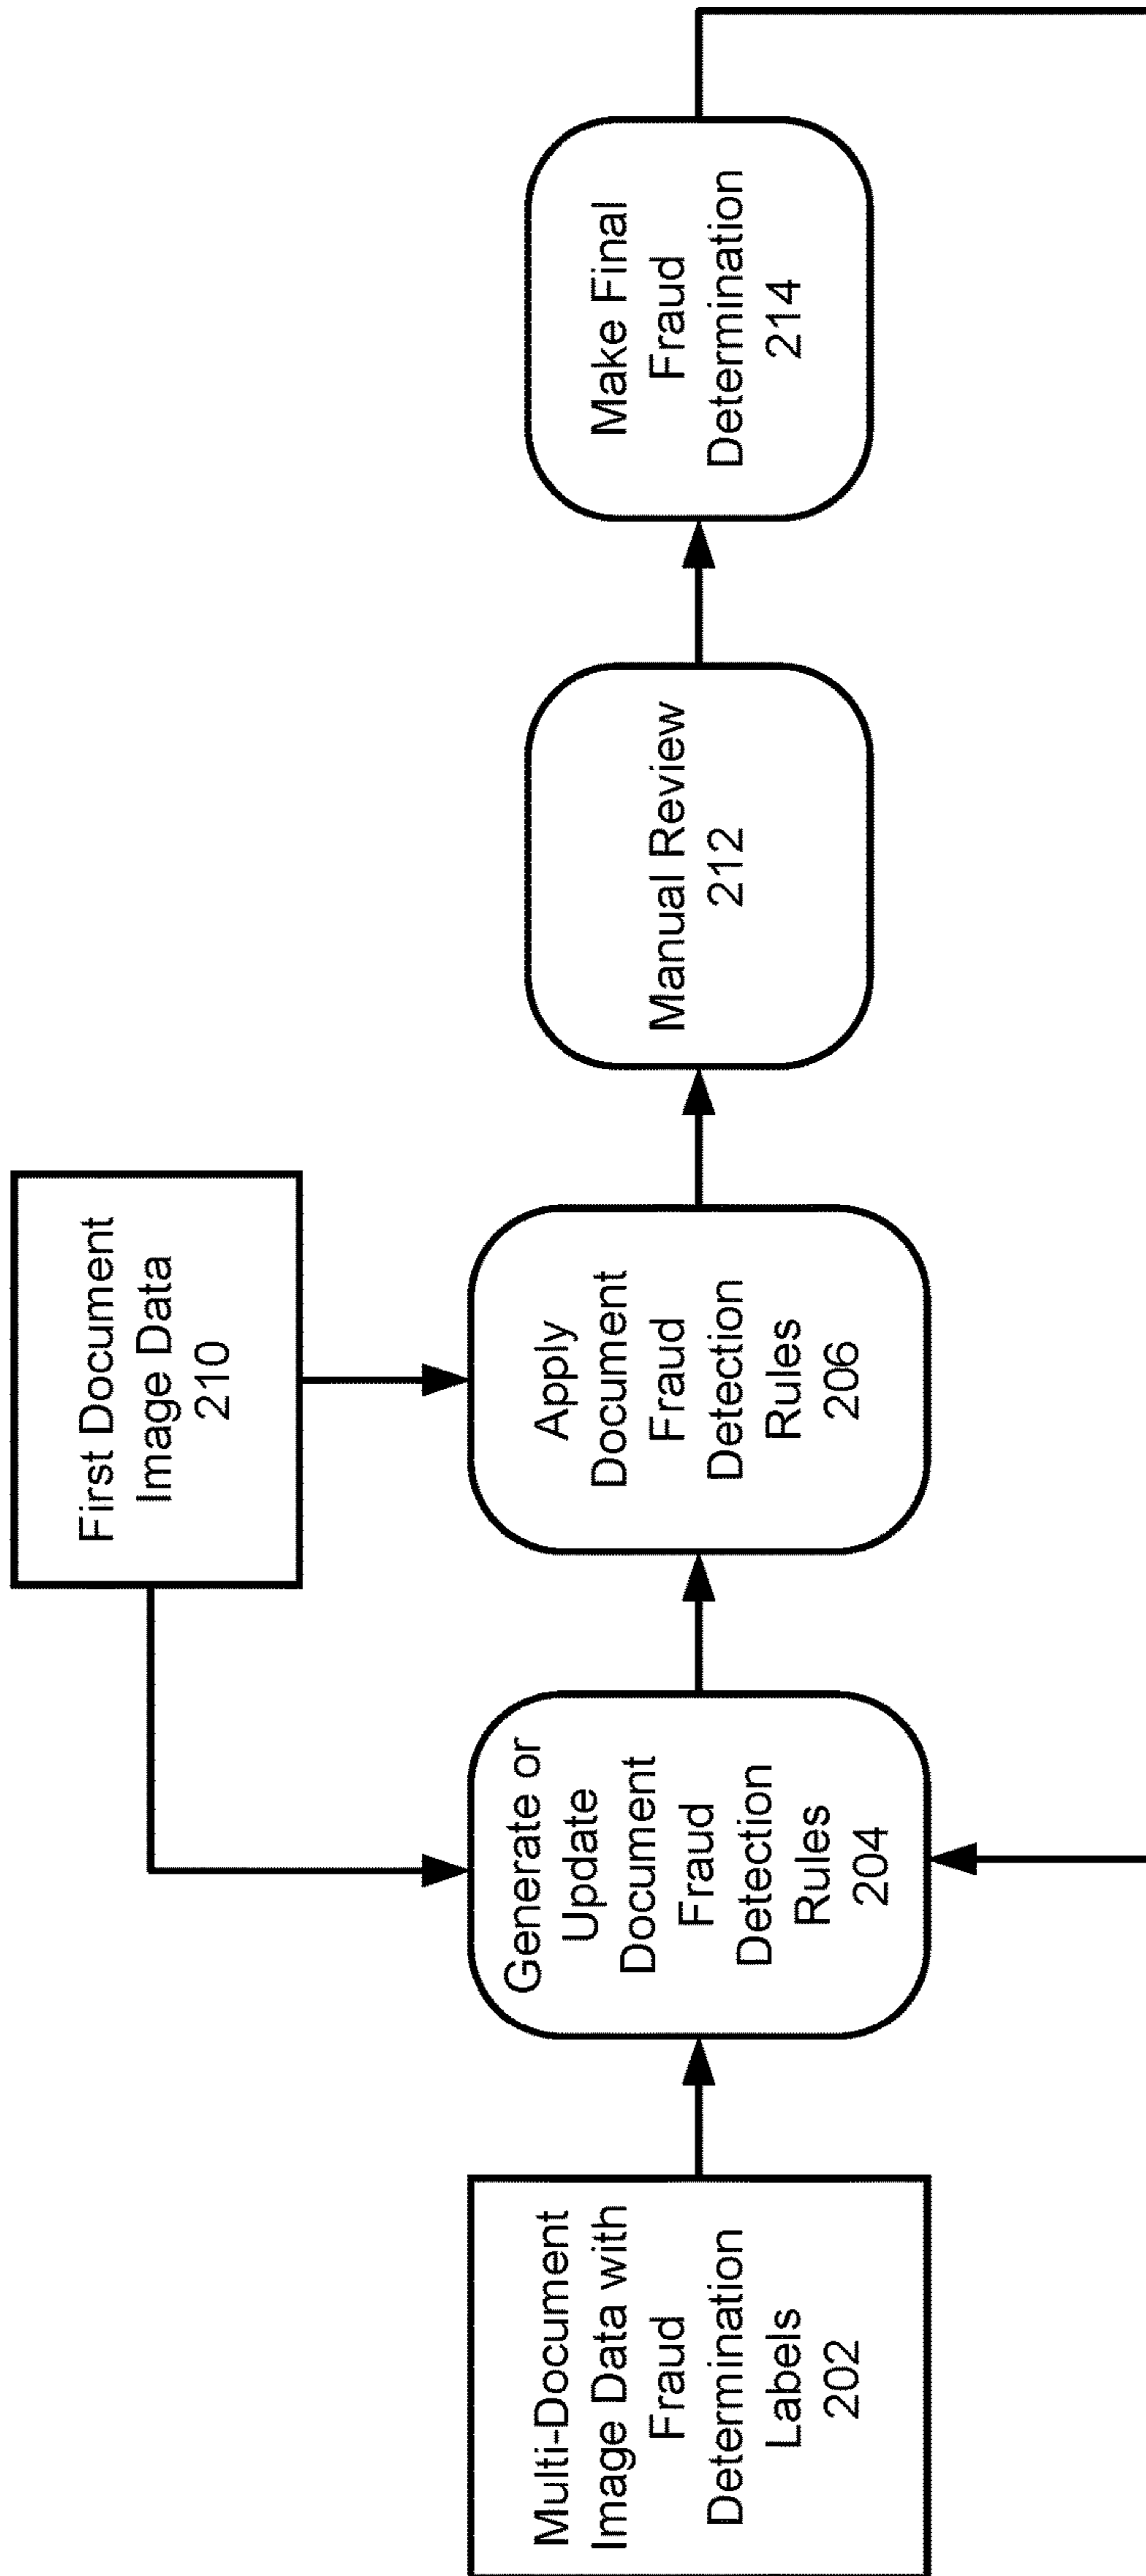 First Document
Image Data
210
Multi-Document
Image Data with
Fraud
Determination
Labels
202
Generate or
Update
Document
Fraud
Detection
Rules
204
Apply
Document
Fraud
Detection
Rules
206
Manual Review
212
Make Final
Fraud
Determination
214